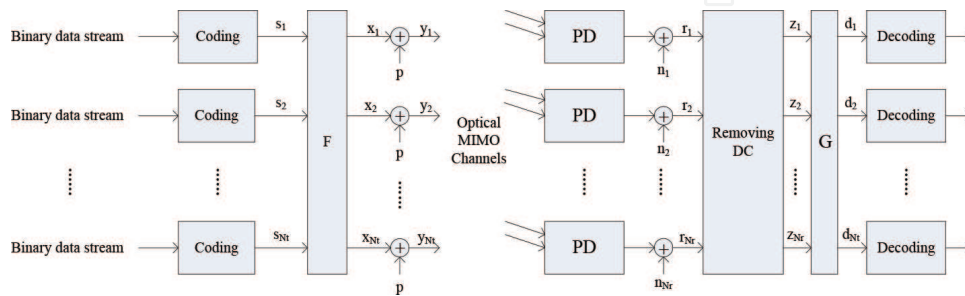 Binary data stream Coding s1 x1 y1 PD r1 z1 d1 Decoding
p n1
Binary data stream Coding s2 F x2 y2 Optical MIMO Channels PD r2 Removing DC z2 G d2 Decoding
p n2
Binary data stream Coding sNt xNt yNt PD rNr zNr dNt Decoding
p nNr